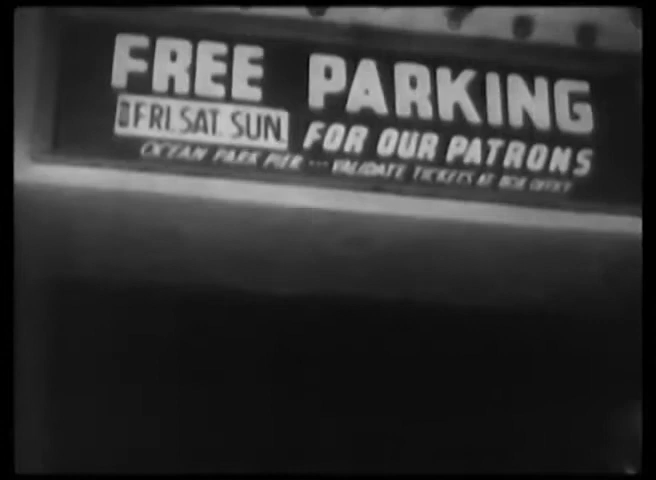 FREE PARKING
FRI. SAT. SUN. FOR OUR PATRONS
OCEAN PARK PIER --- VALIDATE TICKETS AT BOX OFFICE